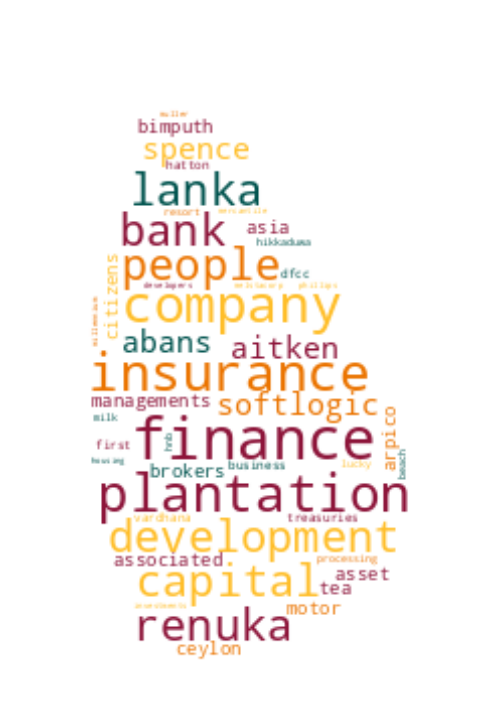 muller
bimputh
spence
hatton
lanka
resort mercantile
bank asia
hikkaduwa
people dfcc
citizens
developers phillips
millennium
company
abans aitken
insurance
managements softlogic
milk
arpico
first finance
hnb
housing brokers business lucky
beach
plantation
vardhana treasuries
development
associated processing
capital asset
tea
investments motor
renuka
ceylon